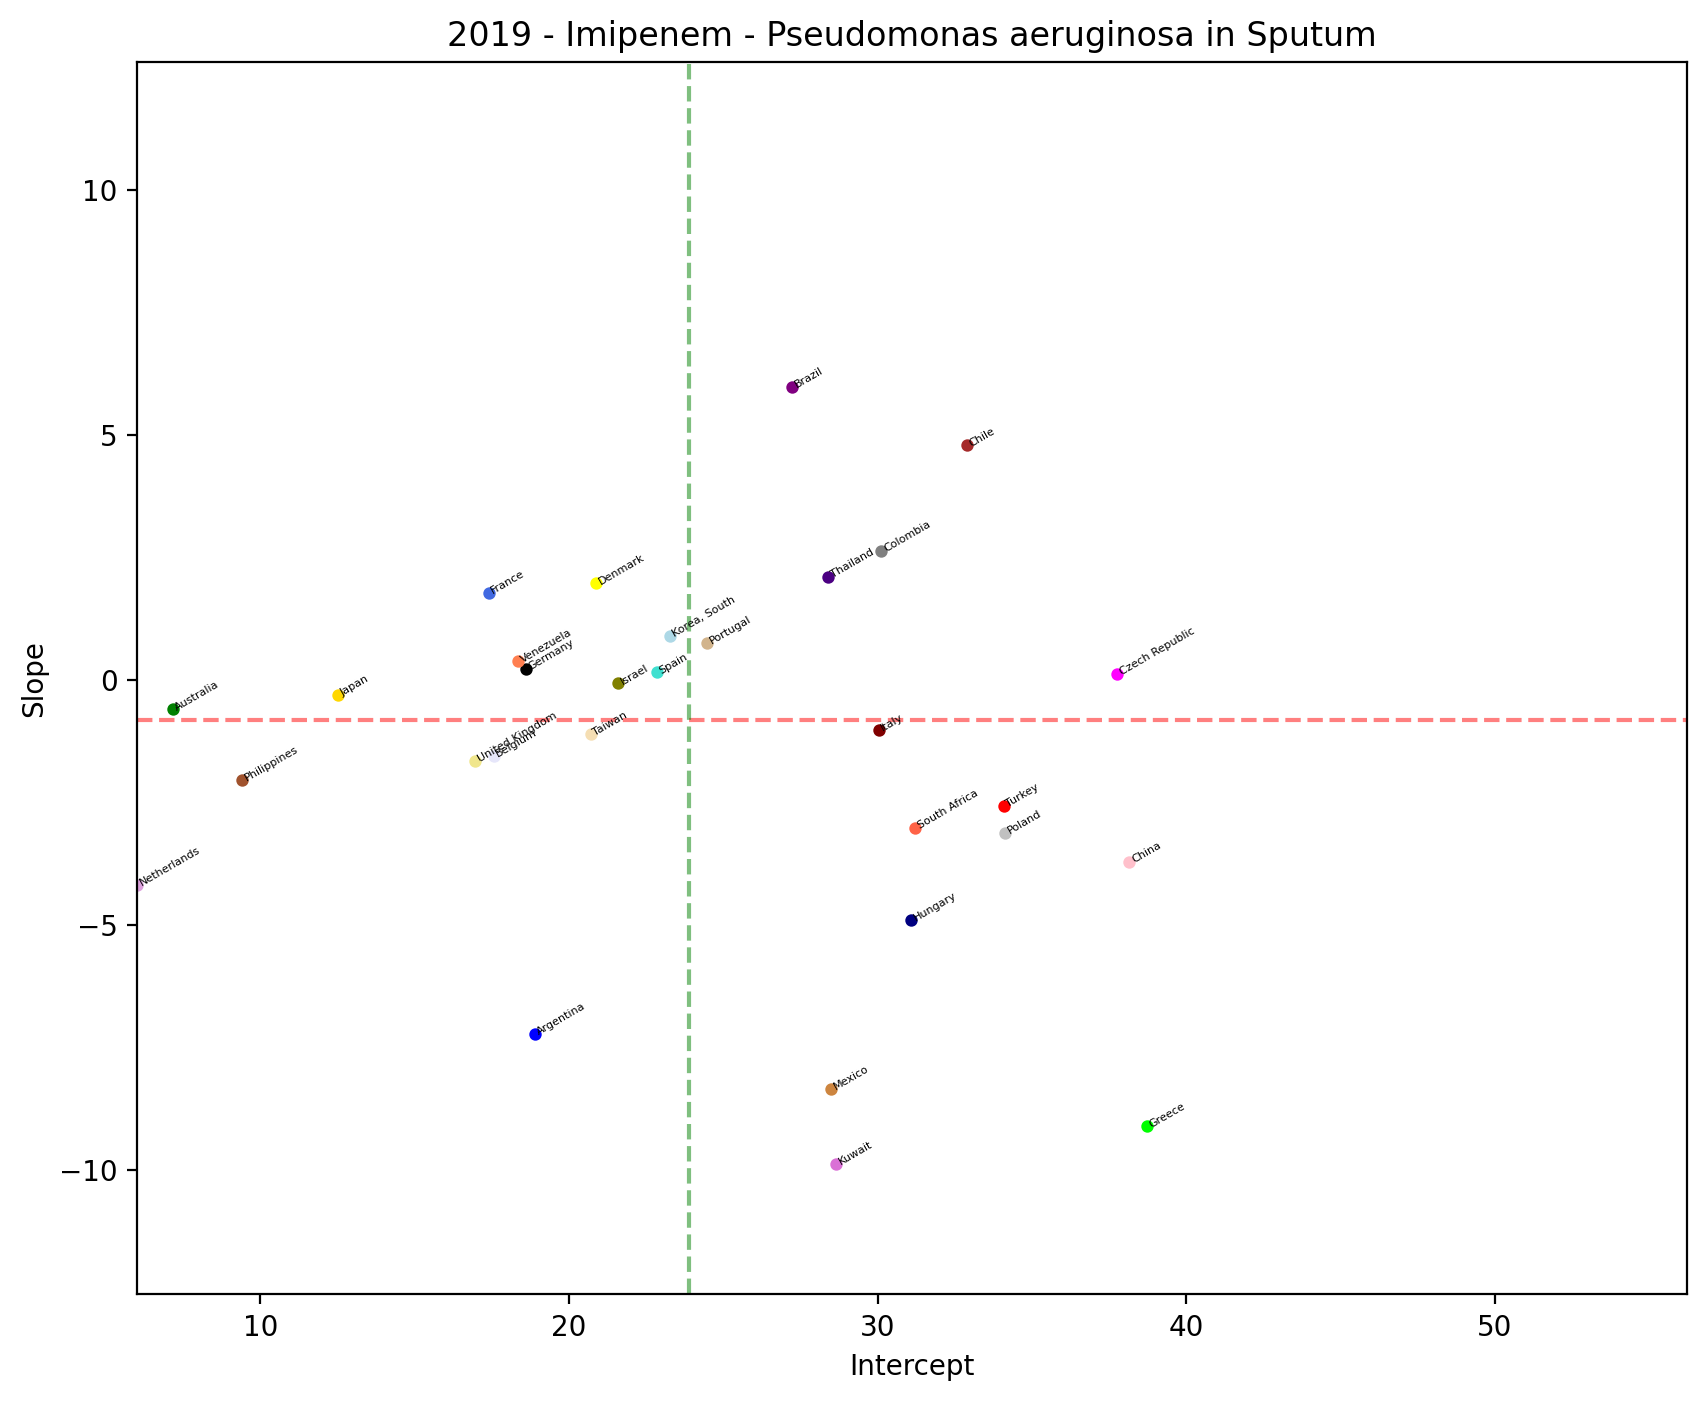 2019 - Imipenem - Pseudomonas aeruginosa in Sputum
10
Brazil
5
Chile
Colombia
Thailand
France
Denmark
Korea, South
Portugal
Slope
Venezuela
Germany
Israel
Spain
Czech Republic
0
Australia
Japan
United Kingdom
Belgium
Taiwan
Italy
Philippines
South Africa
Turkey
Poland
China
Netherlands
Hungary
−5
Argentina
Mexico
Greece
Kuwait
−10
10 20 30 40 50
Intercept